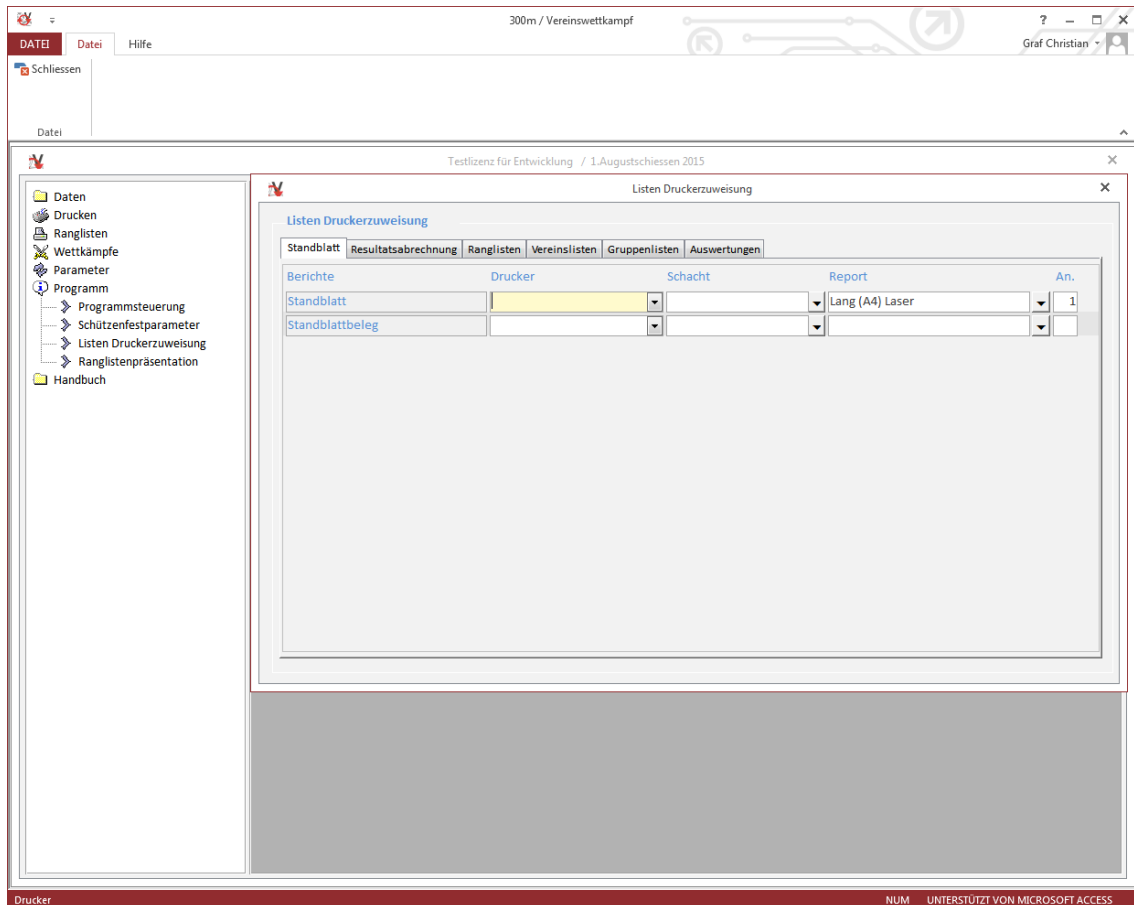 300m / Vereinswettkampf
?
DATEI Datei Hilfe
Graf Christian
Schliessen
Datei
Testlizenz für Entwicklung / 1.Augustschiessen 2015
Daten
Drucken
Ranglisten
Wettkämpfe
Parameter
Programm
Programmsteuerung
Schützenfestparameter
Listen Druckerzuweisung
Ranglistenpräsentation
Handbuch
Listen Druckerzuweisung
Listen Druckerzuweisung
Standblatt Resultatsabrechnung Ranglisten Vereinslisten Gruppenlisten Auswertungen
Berichte Drucker Schacht Report An.
Standblatt Lang (A4) Laser 1
Standblattbeleg
Drucker
NUM UNTERSTÜTZT VON MICROSOFT ACCESS